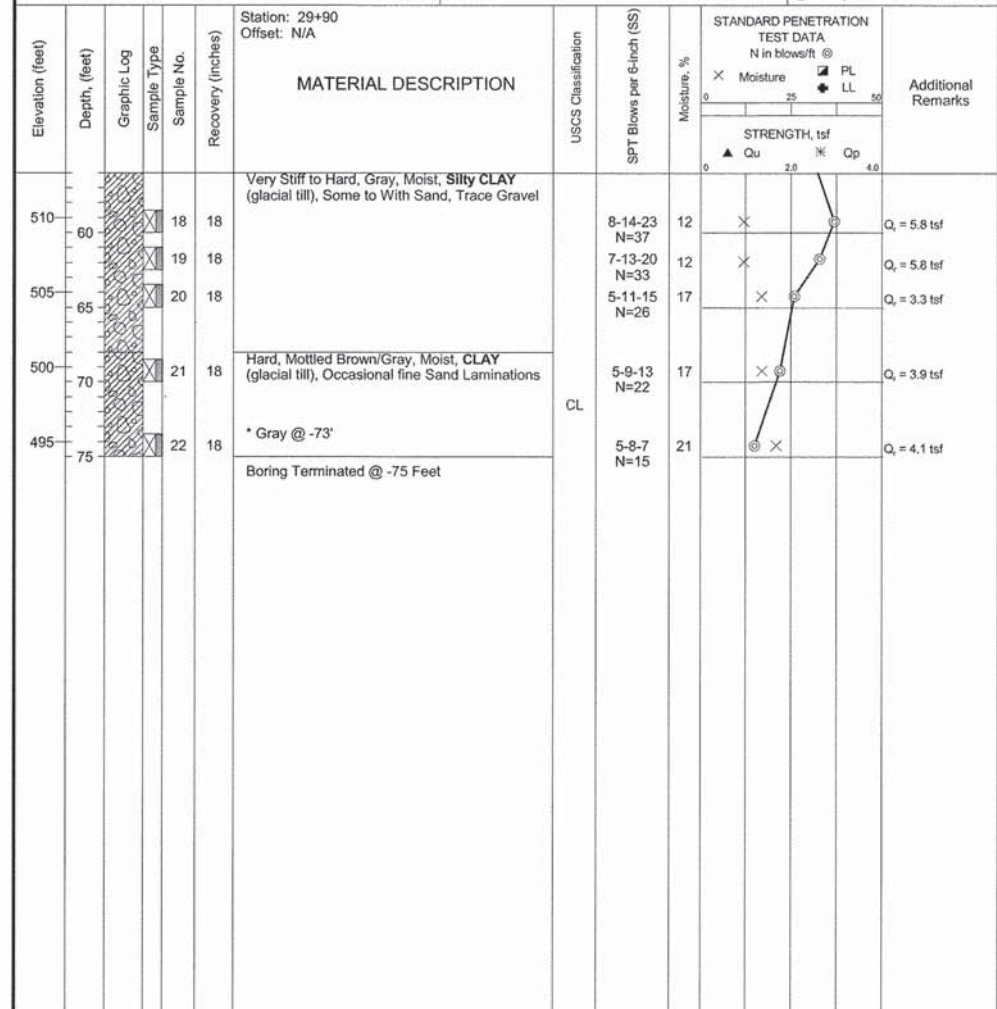 Station: 29+90
Offset: N/A
Elevation (feet)
Depth, (feet)
Graphic Log
Sample Type
Sample No.
Recovery (inches)
MATERIAL DESCRIPTION
USCS Classification
SPT Blows per 6-inch (SS)
Moisture, %
STANDARD PENETRATION
TEST DATA
N in blows/ft ◎
× Moisture
PL
LL
0 25 50
STRENGTH, tsf
▲ Qu ✳ Qp
0 2.0 4.0
Additional
Remarks
Very Stiff to Hard, Gray, Moist, Silty CLAY
(glacial till), Some to With Sand, Trace Gravel
510 60 18 18 8-14-23 12 Qr = 5.8 tsf
N=37
19 18 7-13-20 12 Qr = 5.8 tsf
N=33
505 65 20 18 5-11-15 17 Qr = 3.3 tsf
N=26
Hard, Mottled Brown/Gray, Moist, CLAY
(glacial till), Occasional fine Sand Laminations
500 70 21 18 5-9-13 17 Qr = 3.9 tsf
N=22
CL
* Gray @ -73'
495 75 22 18 5-8-7 21 Qr = 4.1 tsf
N=15
Boring Terminated @ -75 Feet